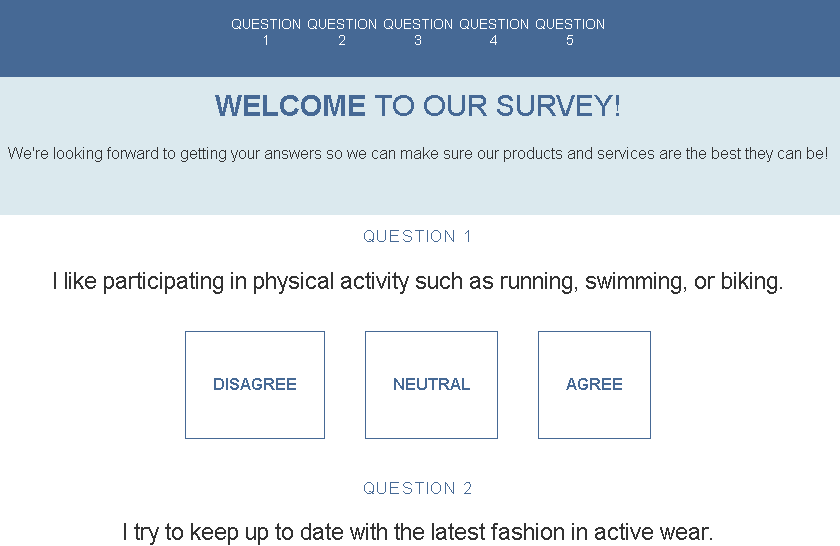 QUESTION QUESTION QUESTION QUESTION QUESTION
1 2 3 4 5
WELCOME TO OUR SURVEY!
We're looking forward to getting your answers so we can make sure our products and services are the best they can be!
QUESTION 1
I like participating in physical activity such as running, swimming, or biking.
DISAGREE NEUTRAL AGREE
QUESTION 2
I try to keep up to date with the latest fashion in active wear.